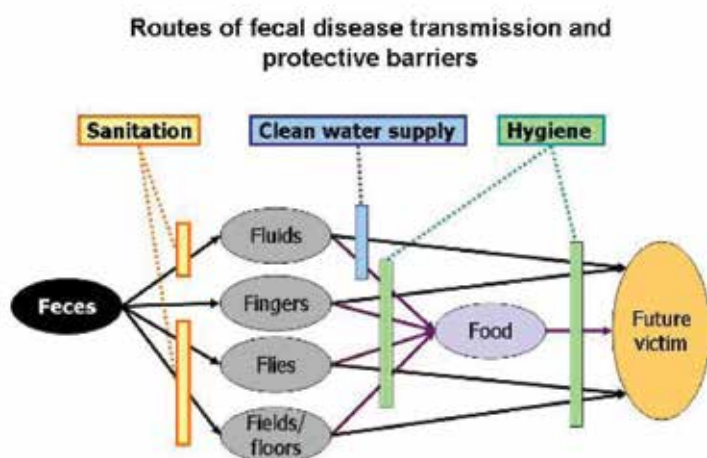 Routes of fecal disease transmission and
protective barriers
Sanitation
Clean water supply
Hygiene
Fluids
Feces
Fingers
Food
Future
victim
Flies
Fields/
floors